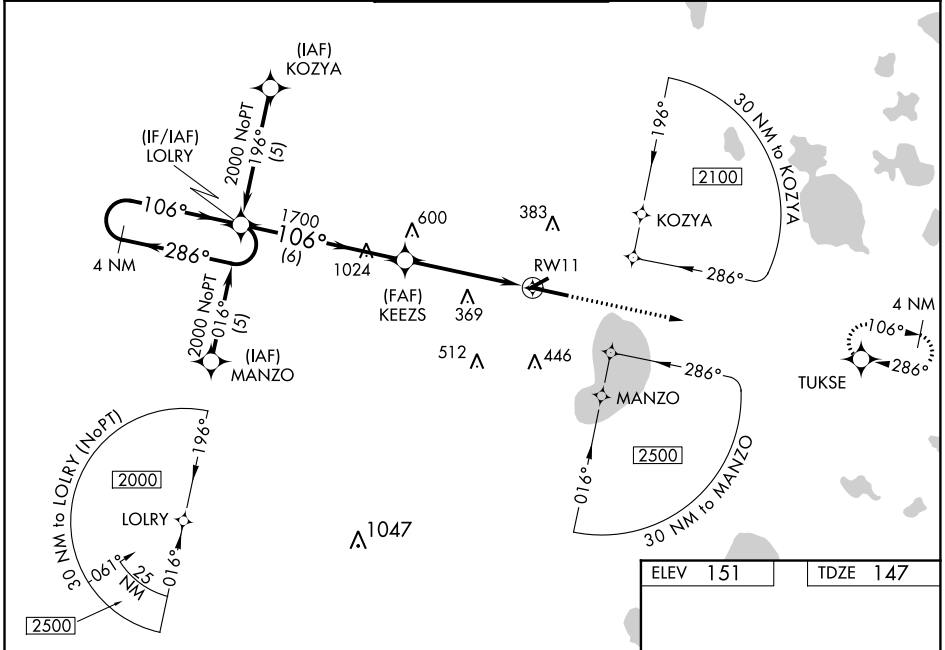 (IAF)
KOZYA
2000 NoPT
196°
(5)
(IF/IAF)
LOLRY
106°
286°
4 NM
1700
106°
(6)
1024
600
(FAF)
KEEZS
369
383
RW11
512
446
2000 NoPT
016°
(5)
(IAF)
MANZO
196°
30 NM to KOZYA
2100
KOZYA
286°
4 NM
106°
286°
TUKSE
286°
MANZO
2500
016°
30 NM to MANZO
30 NM to LOLRY (NoPT)
196°
2000
LOLRY
016°
061°
25
NM
2500
1047
ELEV 151
TDZE 147